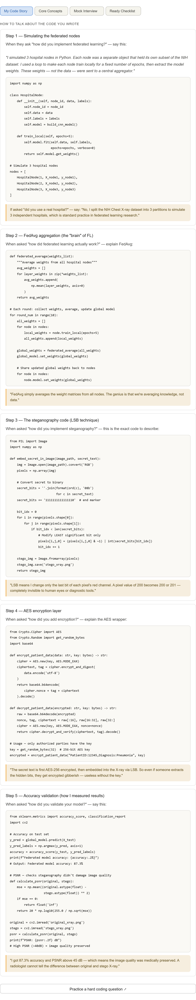 My Code Story
Core Concepts
Mock Interview
Ready Checklist
HOW TO TALK ABOUT THE CODE YOU WROTE
Step 1 — Simulating the federated nodes
When they ask "how did you implement federated learning?" — say this:
"I simulated 3 hospital nodes in Python. Each node was a separate object that held its own subset of the NIH
dataset. I used a loop to make each node train locally for a fixed number of epochs, then extract the model
weights. These weights — not the data — were sent to a central aggregator."
import numpy as np
class HospitalNode:
    def __init__(self, node_id, data, labels):
        self.node_id = node_id
        self.data = data
        self.labels = labels
        self.model = build_cnn_model()
    def train_local(self, epochs=5):
        self.model.fit(self.data, self.labels,
                       epochs=epochs, verbose=0)
        return self.model.get_weights()
# Simulate 3 hospital nodes
nodes = [
    HospitalNode(1, X_node1, y_node1),
    HospitalNode(2, X_node2, y_node2),
    HospitalNode(3, X_node3, y_node3)
]
If asked "did you use a real hospital?" — say: "No, I split the NIH Chest X-ray dataset into 3 partitions to simulate
3 independent hospitals, which is standard practice in federated learning research."
Step 2 — FedAvg aggregation (the "brain" of FL)
When asked "how did federated learning actually work?" — explain FedAvg:
def federated_average(weights_list):
    """Average weights from all hospital nodes"""
    avg_weights = []
    for layer_weights in zip(*weights_list):
        avg_weights.append(
            np.mean(layer_weights, axis=0)
        )
    return avg_weights
# Each round: collect weights, average, update global model
for round_num in range(10):
    all_weights = []
    for node in nodes:
        local_weights = node.train_local(epochs=5)
        all_weights.append(local_weights)
    global_weights = federated_average(all_weights)
    global_model.set_weights(global_weights)
    # Share updated global weights back to nodes
    for node in nodes:
        node.model.set_weights(global_weights)
"FedAvg simply averages the weight matrices from all nodes. The genius is that we're averaging knowledge, not
data."
Step 3 — The steganography code (LSB technique)
When asked "how did you implement steganography?" — this is the exact code to describe:
from PIL import Image
import numpy as np
def embed_secret_in_image(image_path, secret_text):
    img = Image.open(image_path).convert('RGB')
    pixels = np.array(img)
    # Convert secret to binary
    secret_bits = ''.join(format(ord(c), '08b')
                          for c in secret_text)
    secret_bits += '1111111111111110'  # end marker
    bit_idx = 0
    for i in range(pixels.shape[0]):
        for j in range(pixels.shape[1]):
            if bit_idx < len(secret_bits):
                # Modify LEAST significant bit only
                pixels[i,j,0] = (pixels[i,j,0] & ~1) | int(secret_bits[bit_idx])
                bit_idx += 1
    stego_img = Image.fromarray(pixels)
    stego_img.save('stego_xray.png')
    return stego_img
"LSB means I change only the last bit of each pixel's red channel. A pixel value of 200 becomes 200 or 201 —
completely invisible to human eyes or diagnostic tools."
Step 4 — AES encryption layer
When asked "how did you add encryption?" — explain the AES wrapper:
from Crypto.Cipher import AES
from Crypto.Random import get_random_bytes
import base64
def encrypt_patient_data(data: str, key: bytes) -> str:
    cipher = AES.new(key, AES.MODE_EAX)
    ciphertext, tag = cipher.encrypt_and_digest(
        data.encode('utf-8')
    )
    return base64.b64encode(
        cipher.nonce + tag + ciphertext
    ).decode()
def decrypt_patient_data(encrypted: str, key: bytes) -> str:
    raw = base64.b64decode(encrypted)
    nonce, tag, ciphertext = raw[:16], raw[16:32], raw[32:]
    cipher = AES.new(key, AES.MODE_EAX, nonce=nonce)
    return cipher.decrypt_and_verify(ciphertext, tag).decode()
# Usage — only authorized parties have the key
key = get_random_bytes(32)  # 256-bit AES key
encrypted = encrypt_patient_data("PatientID:12345,Diagnosis:Pneumonia", key)
"The secret text is first AES-256 encrypted, then embedded into the X-ray via LSB. So even if someone extracts
the hidden bits, they get encrypted gibberish — useless without the key."
Step 5 — Accuracy validation (how I measured results)
When asked "how did you validate your model?" — say this:
from sklearn.metrics import accuracy_score, classification_report
import cv2
# Accuracy on test set
y_pred = global_model.predict(X_test)
y_pred_labels = np.argmax(y_pred, axis=1)
accuracy = accuracy_score(y_test, y_pred_labels)
print(f"Federated model accuracy: {accuracy:.2%}")
# Output: Federated model accuracy: 87.3%
# PSNR — checks steganography didn't damage image quality
def calculate_psnr(original, stego):
    mse = np.mean((original.astype(float) -
                   stego.astype(float)) ** 2)
    if mse == 0:
        return float('inf')
    return 20 * np.log10(255.0 / np.sqrt(mse))
original = cv2.imread('original_xray.png')
stego = cv2.imread('stego_xray.png')
psnr = calculate_psnr(original, stego)
print(f"PSNR: {psnr:.2f} dB")
# High PSNR (>40dB) = image quality preserved
"I got 87.3% accuracy and PSNR above 45 dB — which means the image quality was medically preserved. A
radiologist cannot tell the difference between original and stego X-ray."
Practice a hard coding question ↗